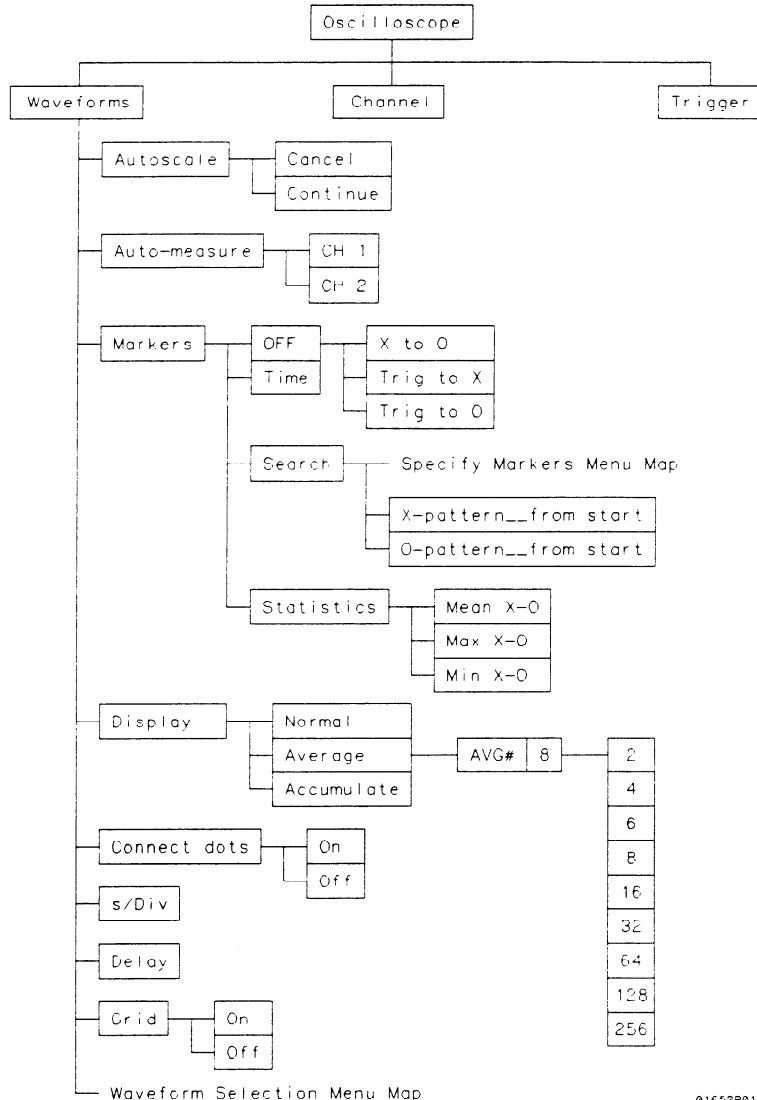 Oscilloscope
Waveforms
Channel
Trigger
Autoscale
Cancel
Continue
Auto-measure
CH 1
CH 2
Markers
OFF
X to O
Time
Trig to X
Trig to O
Search
Specify Markers Menu Map
X-pattern__from start
O-pattern__from start
Statistics
Mean X-O
Max X-O
Min X-O
Display
Normal
Average
AVG# 8
2
Accumulate
4
6
Connect dots
On
8
Off
16
s/Div
32
Delay
64
128
Grid
On
256
Off
Waveform Selection Menu Map
01652B01